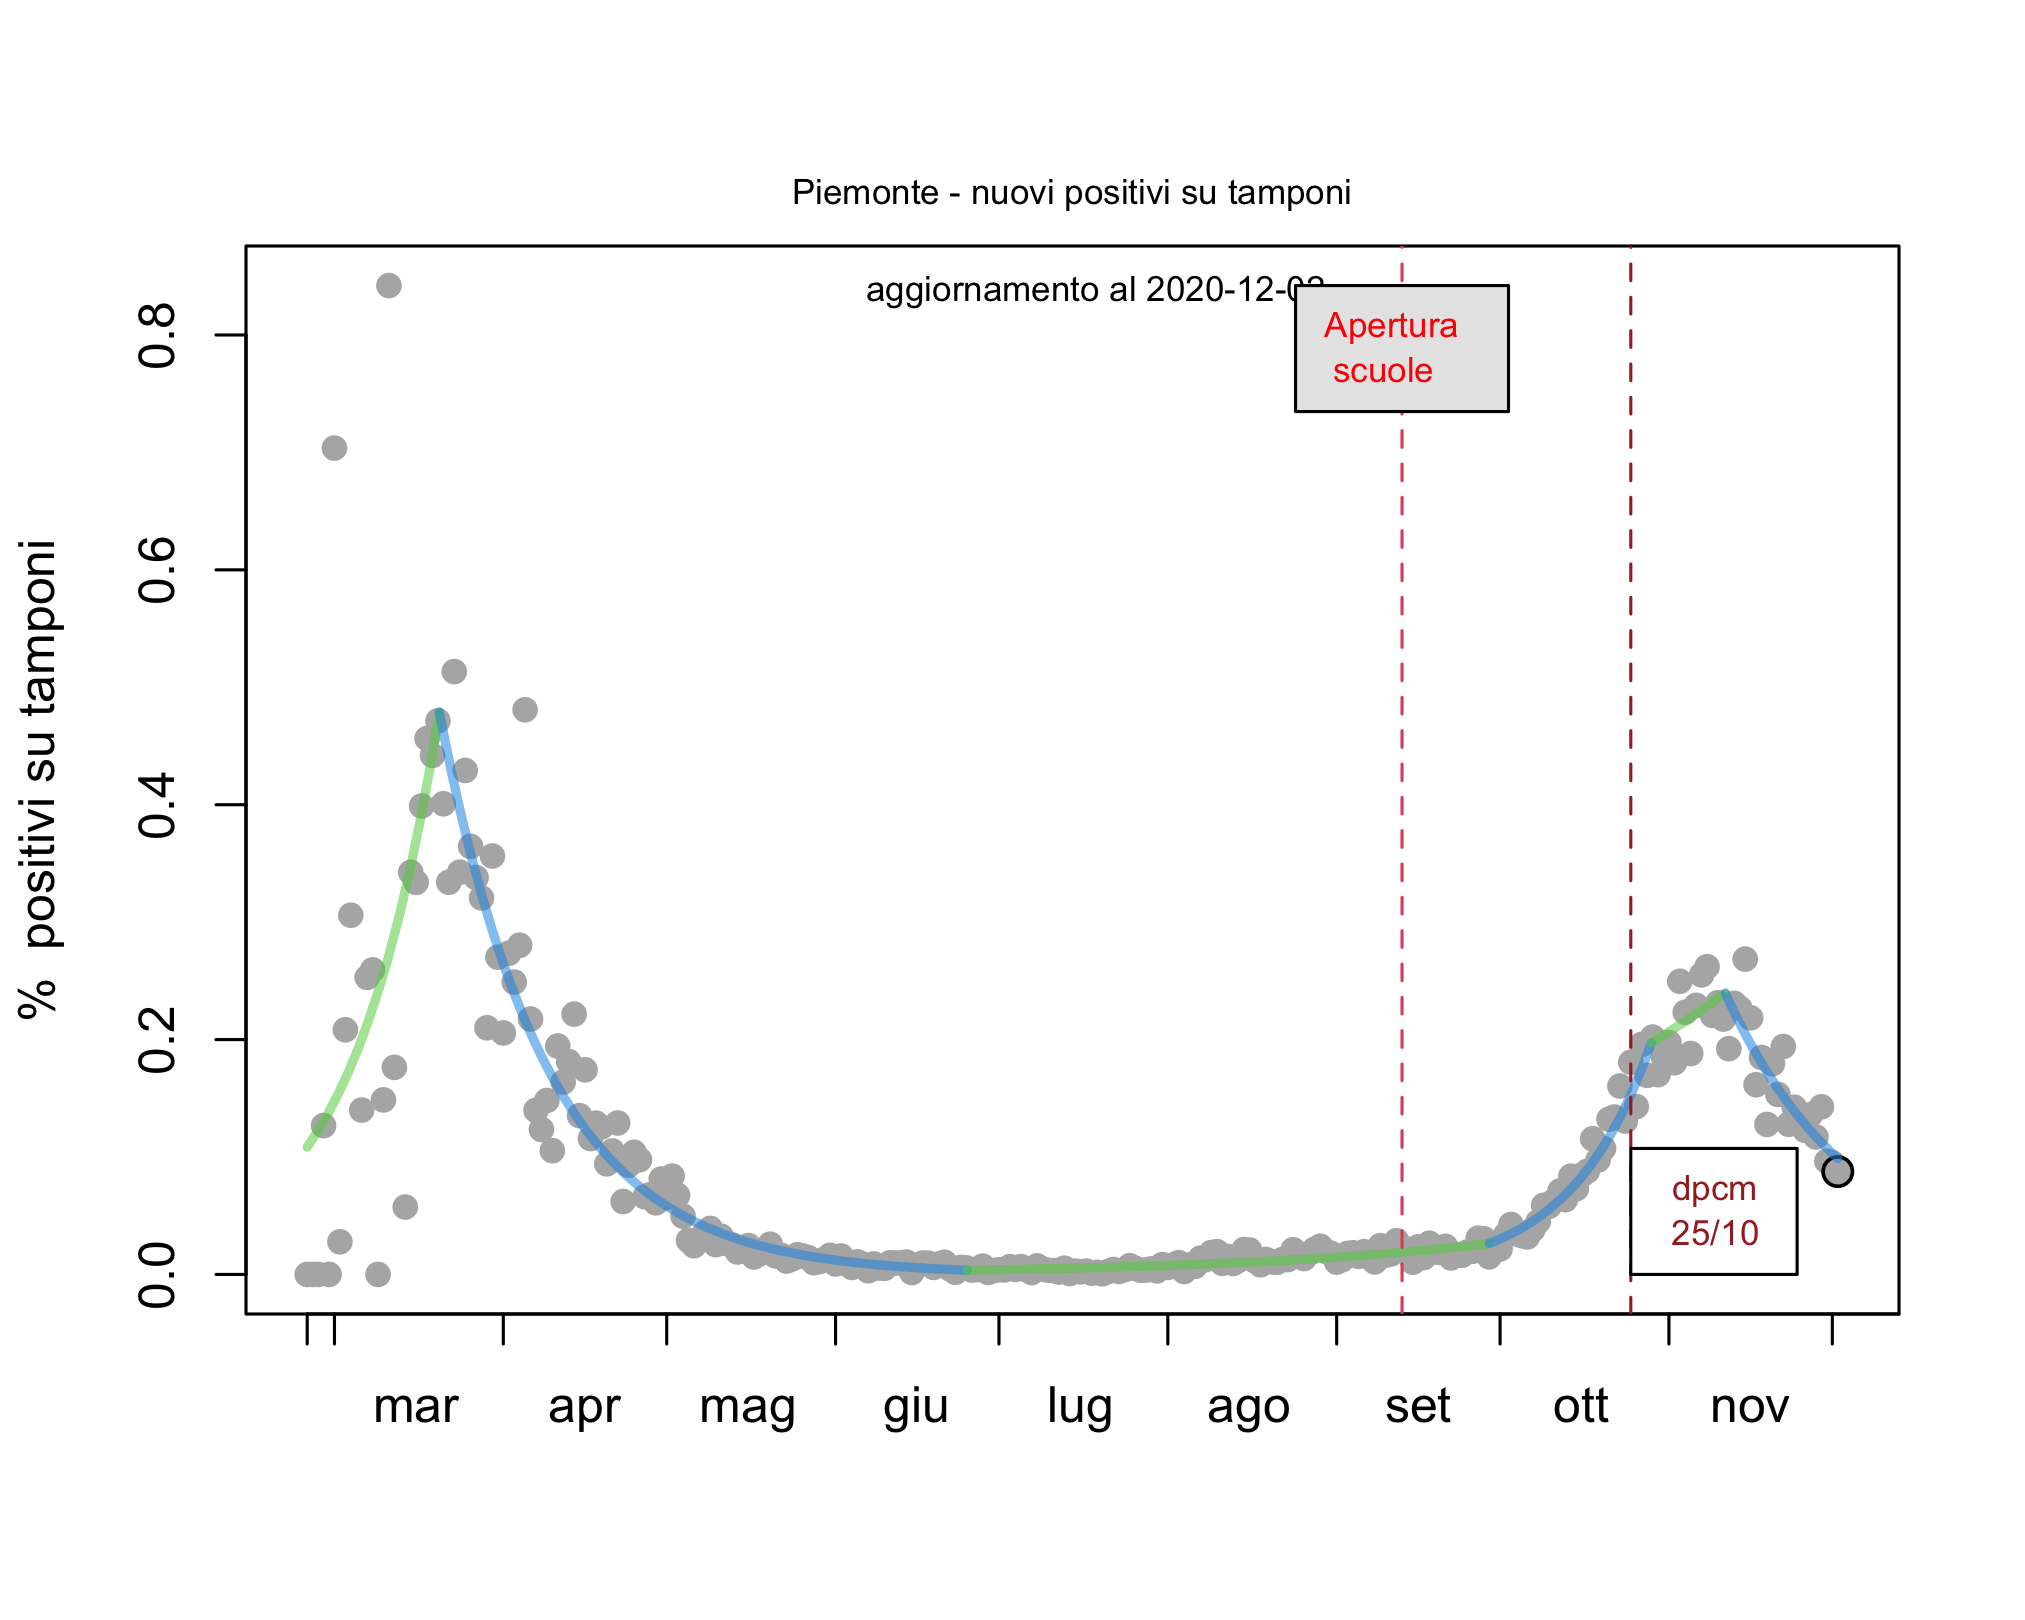 Piemonte - nuovi positivi su tamponi
aggiornamento al 2020-12-02
Apertura
scuole
dpcm
25/10
% positivi su tamponi
0.8
0.6
0.4
0.2
0.0
mar apr mag giu lug ago set ott nov